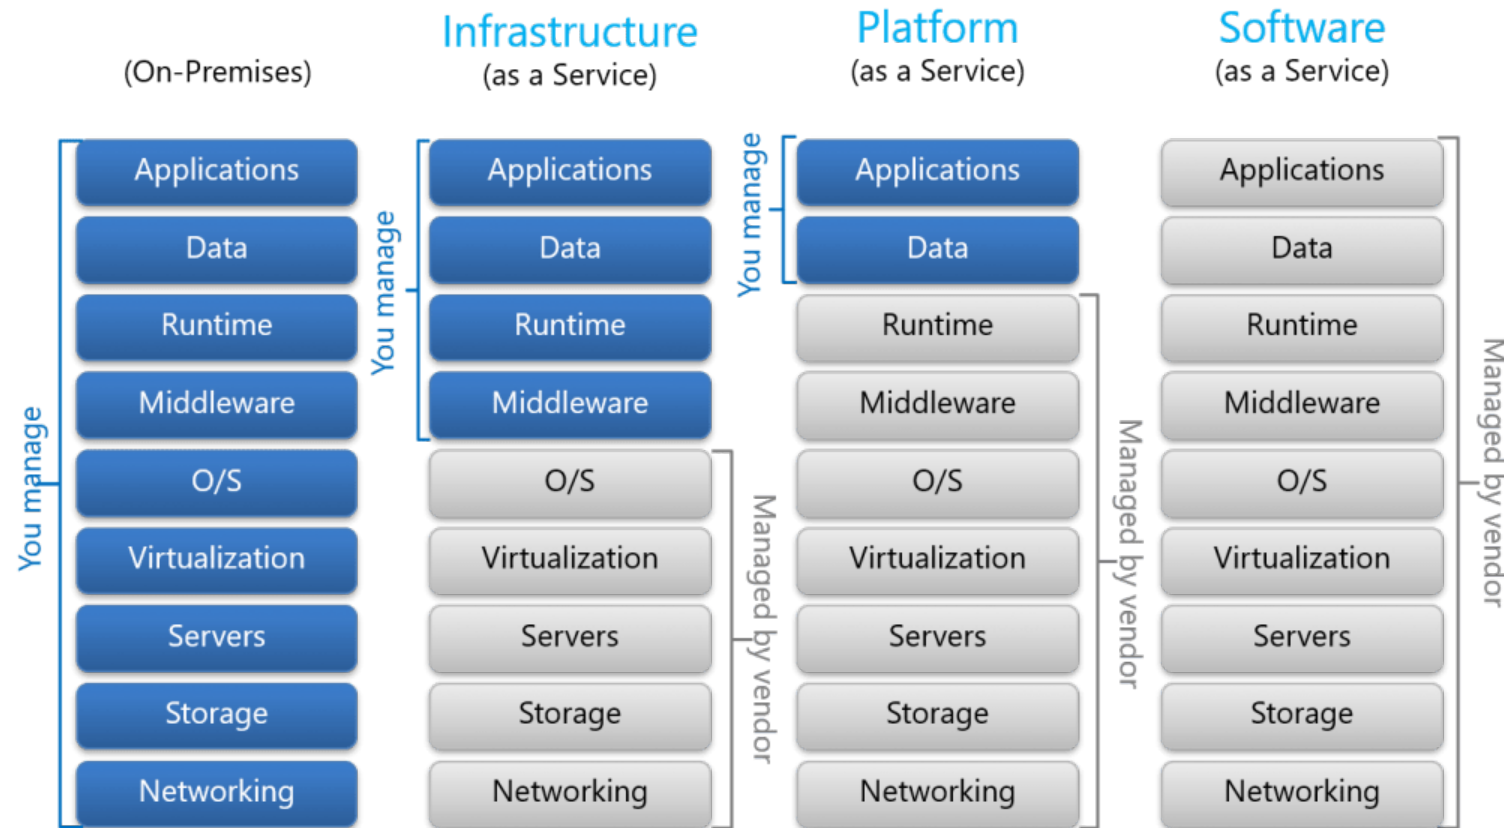 (On-Premises)
You manage
Applications
Data
Runtime
Middleware
O/S
Virtualization
Servers
Storage
Networking
Infrastructure
(as a Service)
You manage
Applications
Data
Runtime
Middleware
O/S
Virtualization
Servers
Storage
Networking
Managed by vendor
Platform
(as a Service)
You manage
Applications
Data
Runtime
Middleware
O/S
Virtualization
Servers
Storage
Networking
Managed by vendor
Software
(as a Service)
Applications
Data
Runtime
Middleware
O/S
Virtualization
Servers
Storage
Networking
Managed by vendor